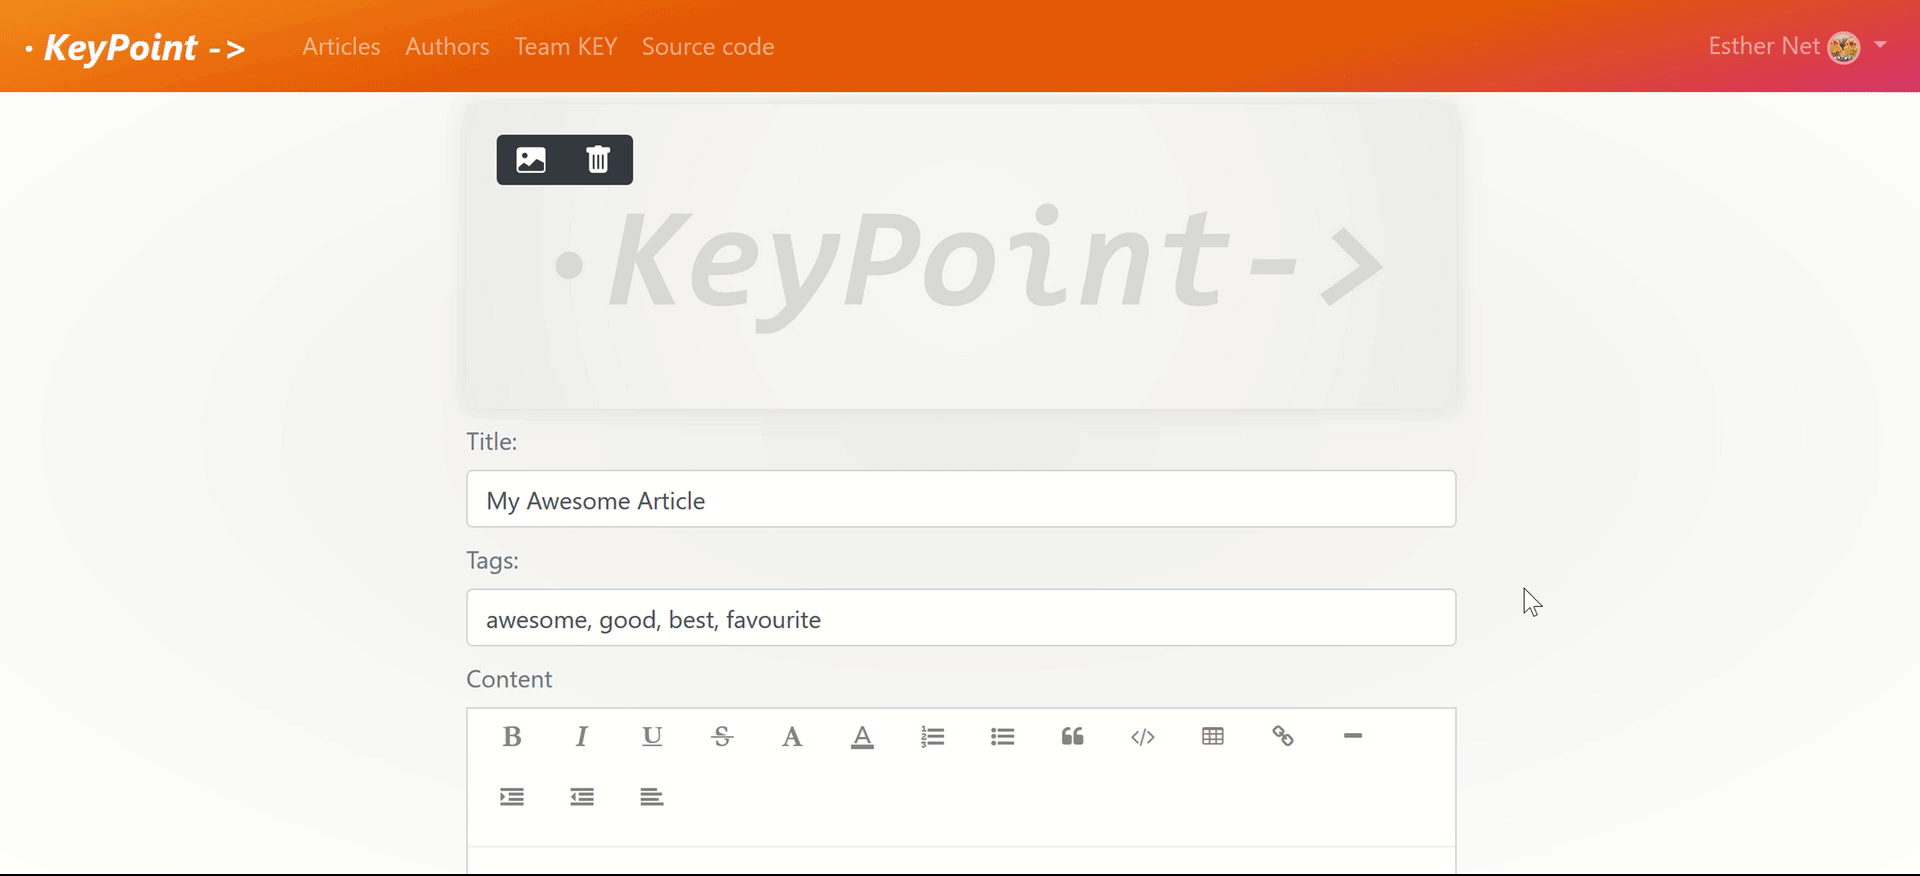 · KeyPoint -> Articles Authors Team KEY Source code Esther Net
·KeyPoint->
Title:
My Awesome Article
Tags:
awesome, good, best, favourite
Content
B I U S A A